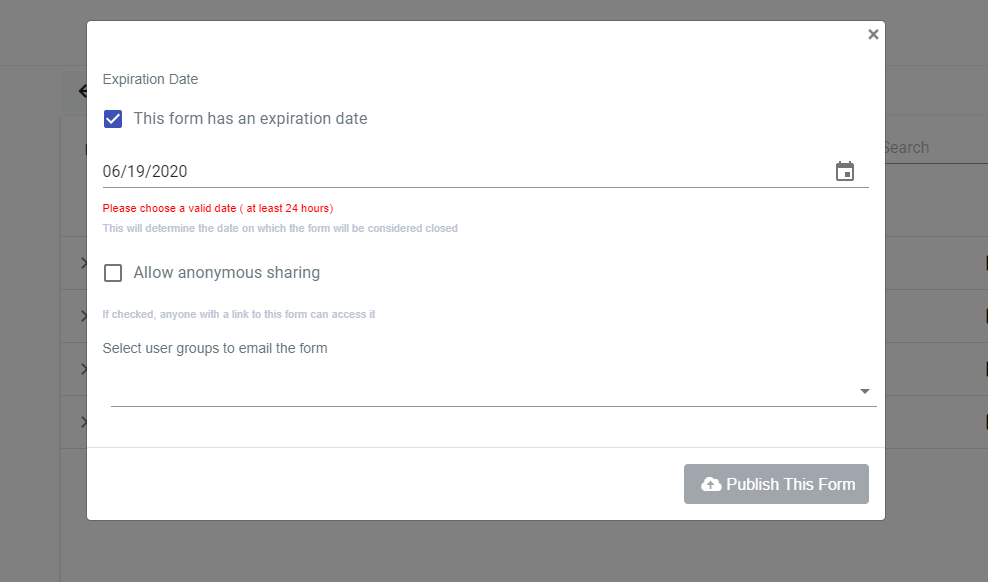 ×
Expiration Date
This form has an expiration date
06/19/2020
Search
Please choose a valid date ( at least 24 hours)
This will determine the date on which the form will be considered closed
Allow anonymous sharing
If checked, anyone with a link to this form can access it
Select user groups to email the form
Publish This Form